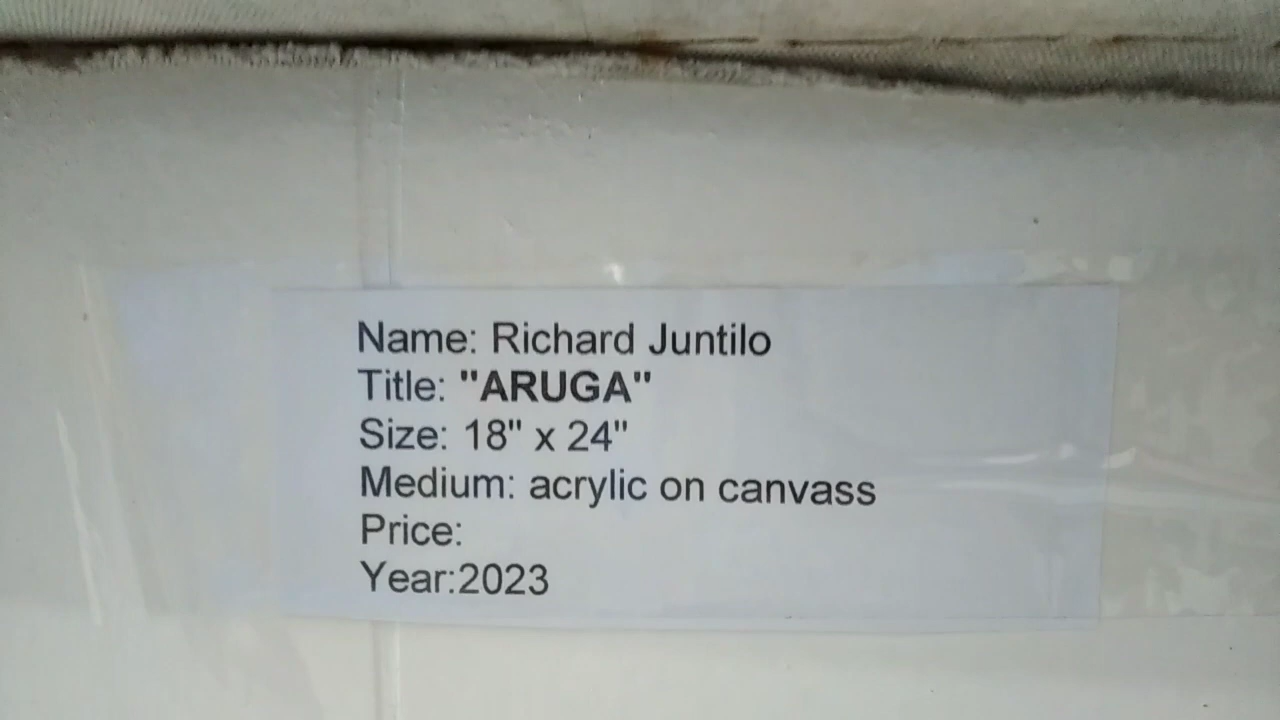 Name: Richard Juntilo
Title: "ARUGA"
Size: 18" x 24"
Medium: acrylic on canvass
Price:
Year:2023